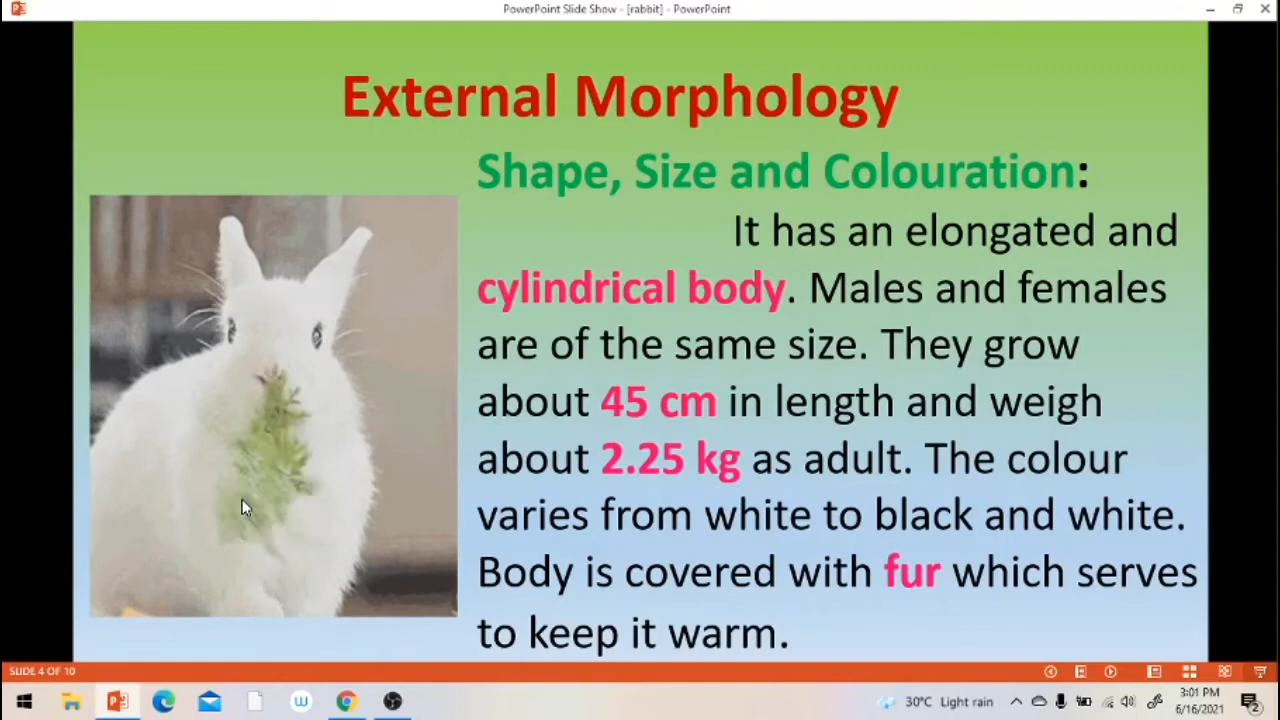 PowerPoint Slide Show - [rabbit] - PowerPoint
External Morphology
Shape, Size and Colouration:
It has an elongated and
cylindrical body. Males and females
are of the same size. They grow
about 45 cm in length and weigh
about 2.25 kg as adult. The colour
varies from white to black and white.
Body is covered with fur which serves
to keep it warm.
SLIDE 4 OF 10
30°C Light rain
3:01 PM
6/16/2021
2